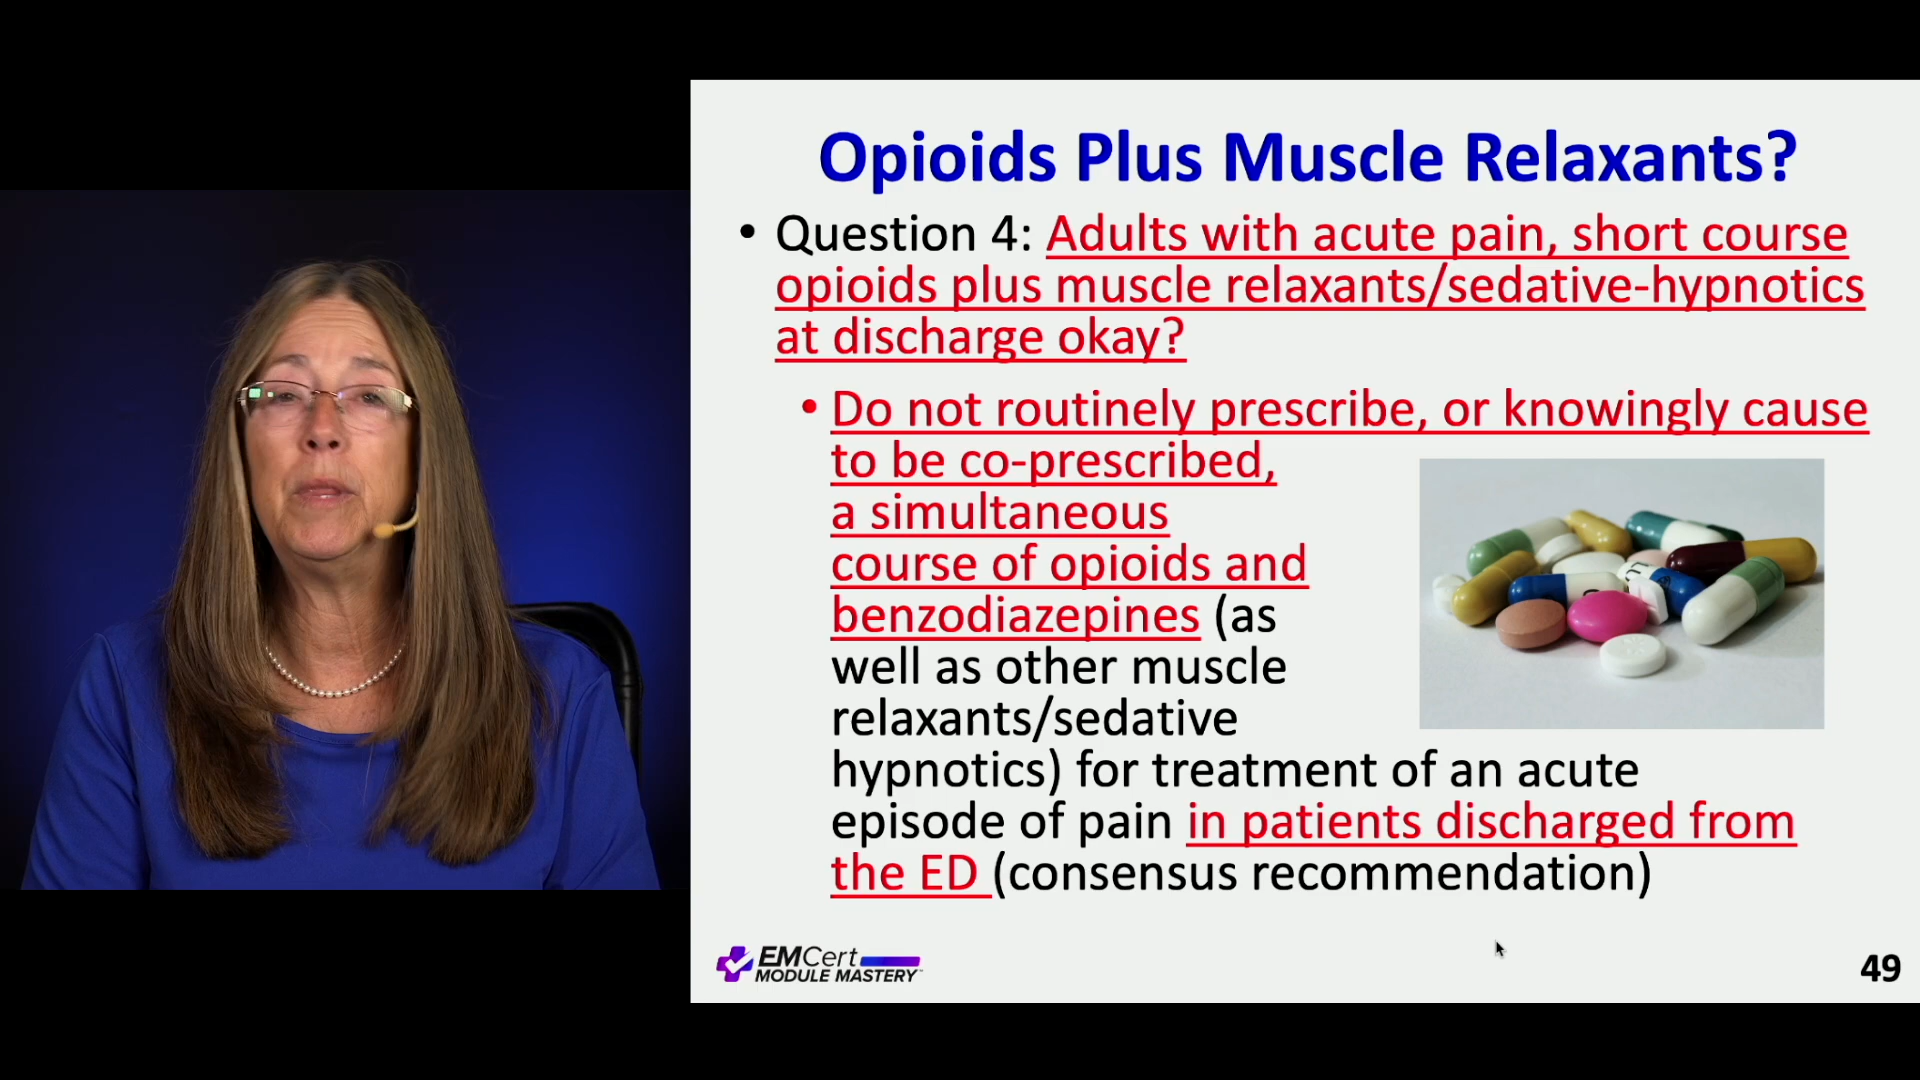 Opioids Plus Muscle Relaxants?
• Question 4: Adults with acute pain, short course
opioids plus muscle relaxants/sedative-hypnotics
at discharge okay?
• Do not routinely prescribe, or knowingly cause
to be co-prescribed,
a simultaneous
course of opioids and
benzodiazepines (as
well as other muscle
relaxants/sedative
hypnotics) for treatment of an acute
episode of pain in patients discharged from
the ED (consensus recommendation)
EMCert
MODULE MASTERY
49